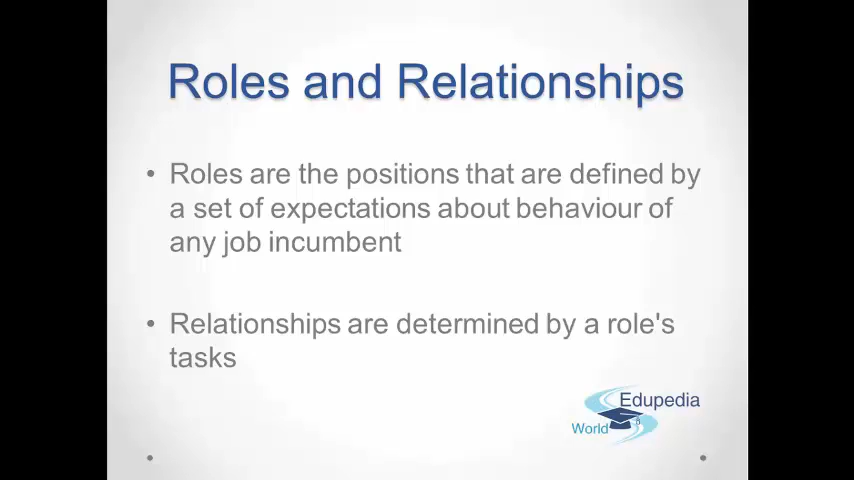 Roles and Relationships
• Roles are the positions that are defined by
a set of expectations about behaviour of
any job incumbent
• Relationships are determined by a role's
tasks
Edupedia
World